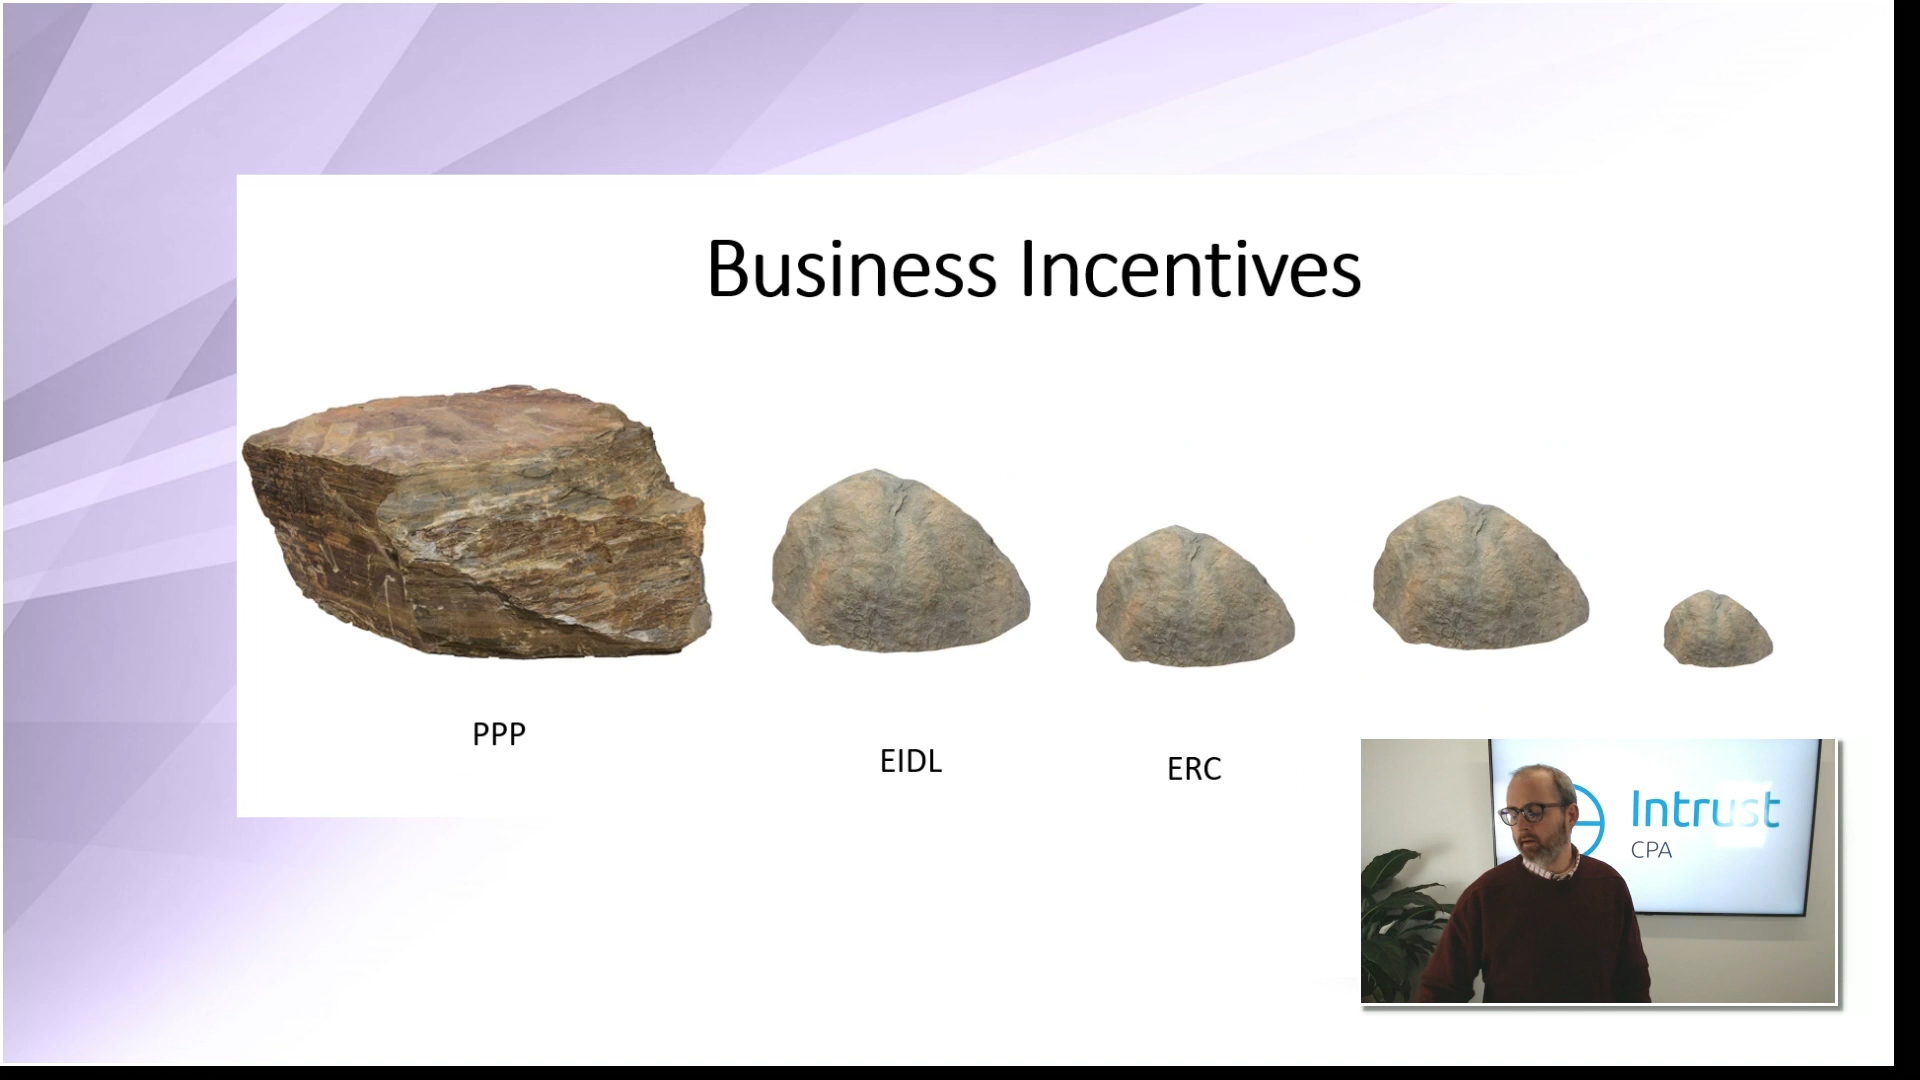 Business Incentives
PPP
EIDL
ERC
Intrust
CPA